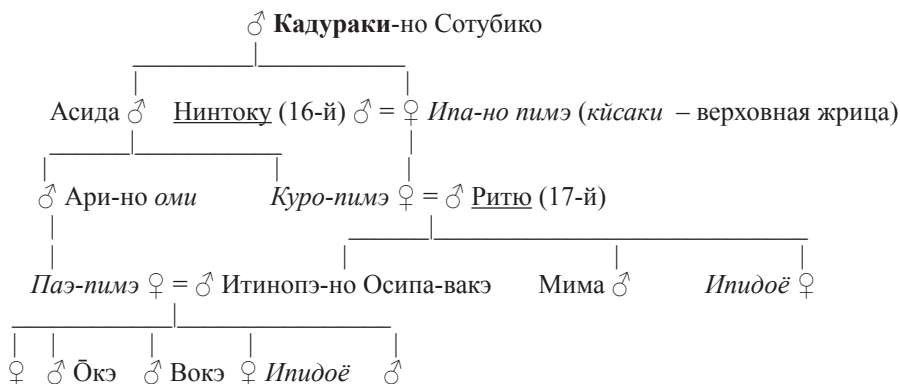 ♂ Кадураки-но Сотубико
Асида ♂ Нинтоку (16-й) ♂ = ♀ Ипа-но пимэ (кӥсаки – верховная жрица)
♂ Ари-но оми Куро-пимэ ♀ = ♂ Ритю (17-й)
Паэ-пимэ ♀ = ♂ Итинопэ-но Осипа-вакэ Мима ♂ Ипидоё ♀
♀ ♂ О̄кэ ♂ Вокэ ♀ Ипидоё ♂